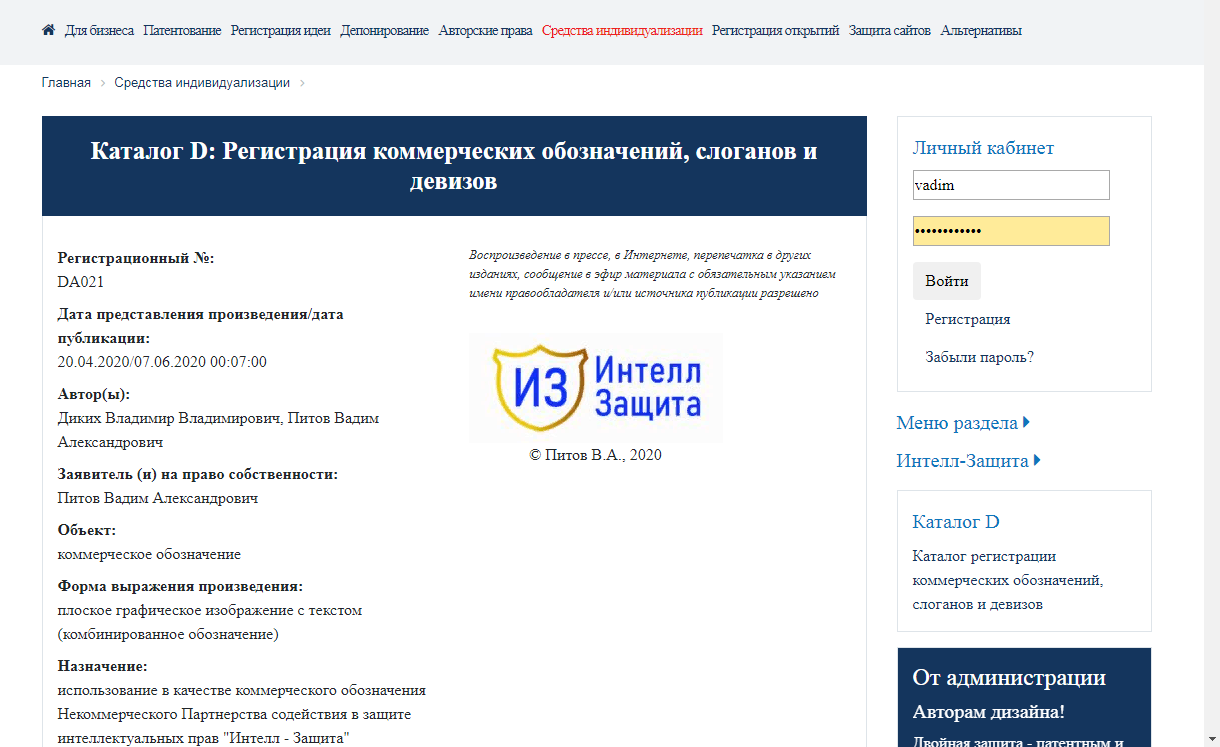 Для бизнеса Патентование Регистрация идеи Депонирование Авторские права Средства индивидуализации Регистрация открытий Защита сайтов Альтернативы
Главная > Средства индивидуализации >
Каталог D: Регистрация коммерческих обозначений, слоганов и
девизов
Регистрационный №:
DA021
Дата представления произведения/дата
публикации:
20.04.2020/07.06.2020 00:07:00
Автор(ы):
Диких Владимир Владимирович, Питов Вадим
Александрович
Заявитель (и) на право собственности:
Питов Вадим Александрович
Объект:
коммерческое обозначение
Форма выражения произведения:
плоское графическое изображение с текстом
(комбинированное обозначение)
Назначение:
использование в качестве коммерческого обозначения
Некоммерческого Партнерства содействия в защите
интеллектуальных прав "Интелл - Защита"
Воспроизведение в прессе, в Интернете, перепечатка в других
изданиях, сообщение в эфир материала с обязательным указанием
имени правообладателя и/или источника публикации разрешено
ИЗ
Интелл
Защита
© Питов В.А., 2020
Личный кабинет
vadim
••••••••••••
Войти
Регистрация
Забыли пароль?
Меню раздела
Интелл-Защита
Каталог D
Каталог регистрации
коммерческих обозначений,
слоганов и девизов
От администрации
Авторам дизайна!
Двойная защита - патентным и